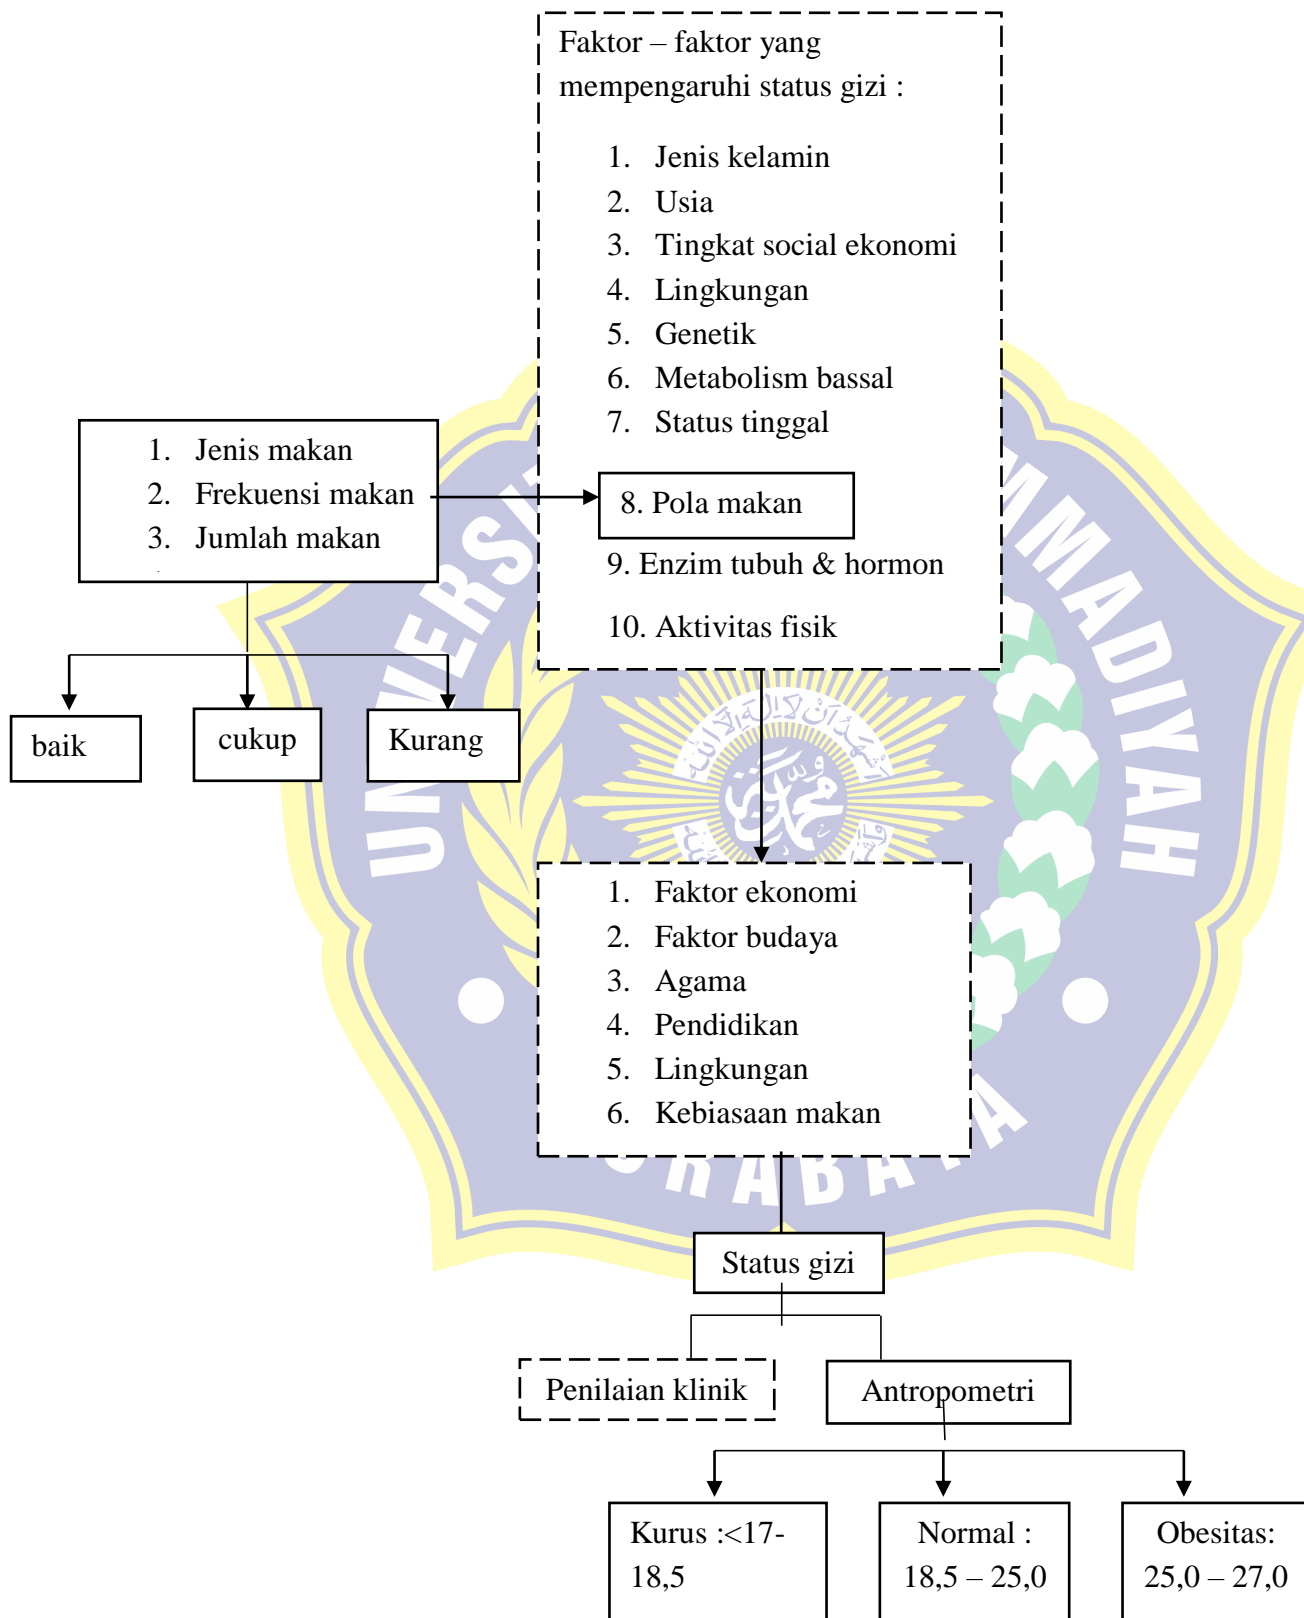 Faktor – faktor yang
mempengaruhi status gizi :
1. Jenis kelamin
2. Usia
3. Tingkat social ekonomi
4. Lingkungan
5. Genetik
6. Metabolism bassal
7. Status tinggal
8. Pola makan
9. Enzim tubuh & hormon
10. Aktivitas fisik
1. Jenis makan
2. Frekuensi makan
3. Jumlah makan
baik
cukup
Kurang
1. Faktor ekonomi
2. Faktor budaya
3. Agama
4. Pendidikan
5. Lingkungan
6. Kebiasaan makan
Status gizi
Penilaian klinik
Antropometri
Kurus :<17-
18,5
Normal :
18,5 – 25,0
Obesitas:
25,0 – 27,0